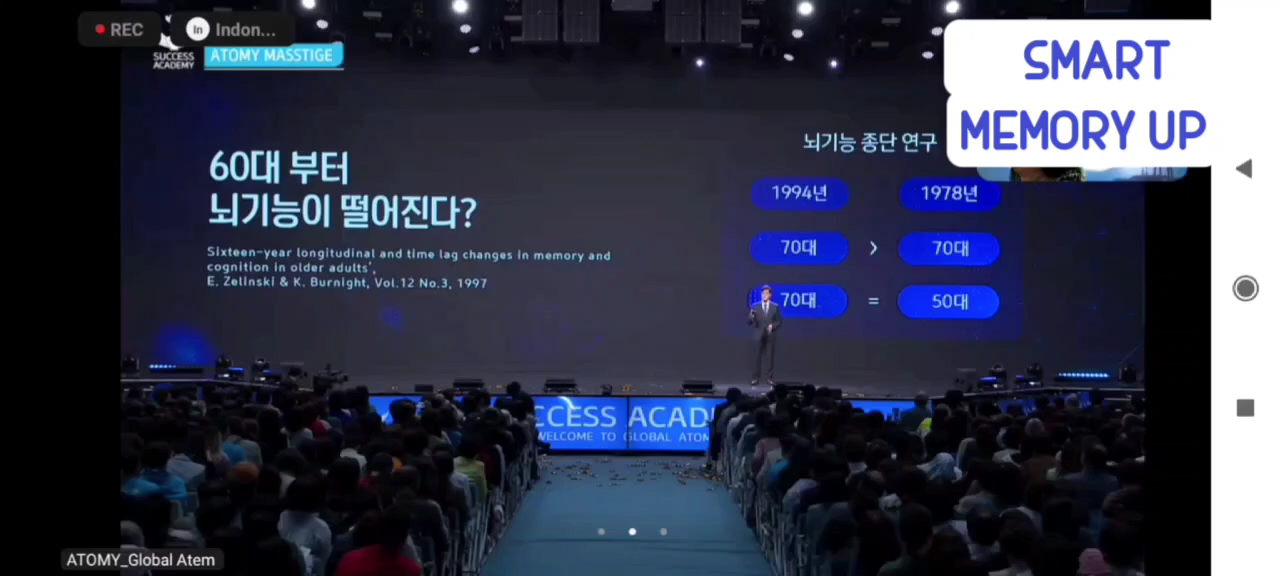 REC
Indon...
SUCCESS
ACADEMY
ATOMY MASSTIGE
SMART
MEMORY UP
60대 부터
뇌기능이 떨어진다?
Sixteen-year longitudinal and time lag changes in memory and
cognition in older adults',
E. Zelinski & K. Burnight, Vol.12 No.3, 1997
뇌기능 종단 연구
1994년 1978년
70대 > 70대
70대 = 50대
CCESS ACAD
WELCOME TO GLOBAL ATOM
ATOMY_Global Atem